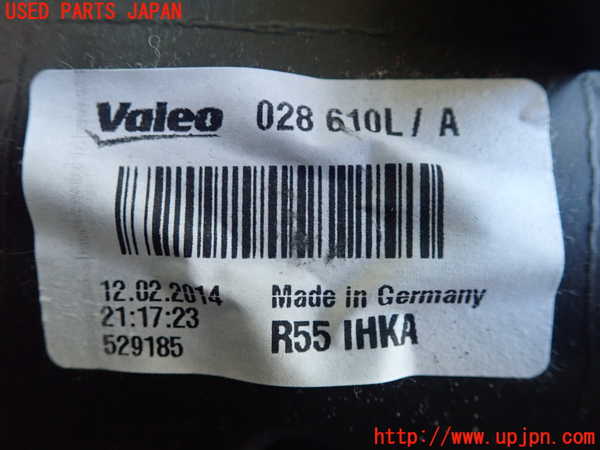 USED PARTS JAPAN
Valeo 028 610L / A
12.02.2014 Made in Germany
21:17:23 R55 IHKA
529185
http://www.upjpn.com/